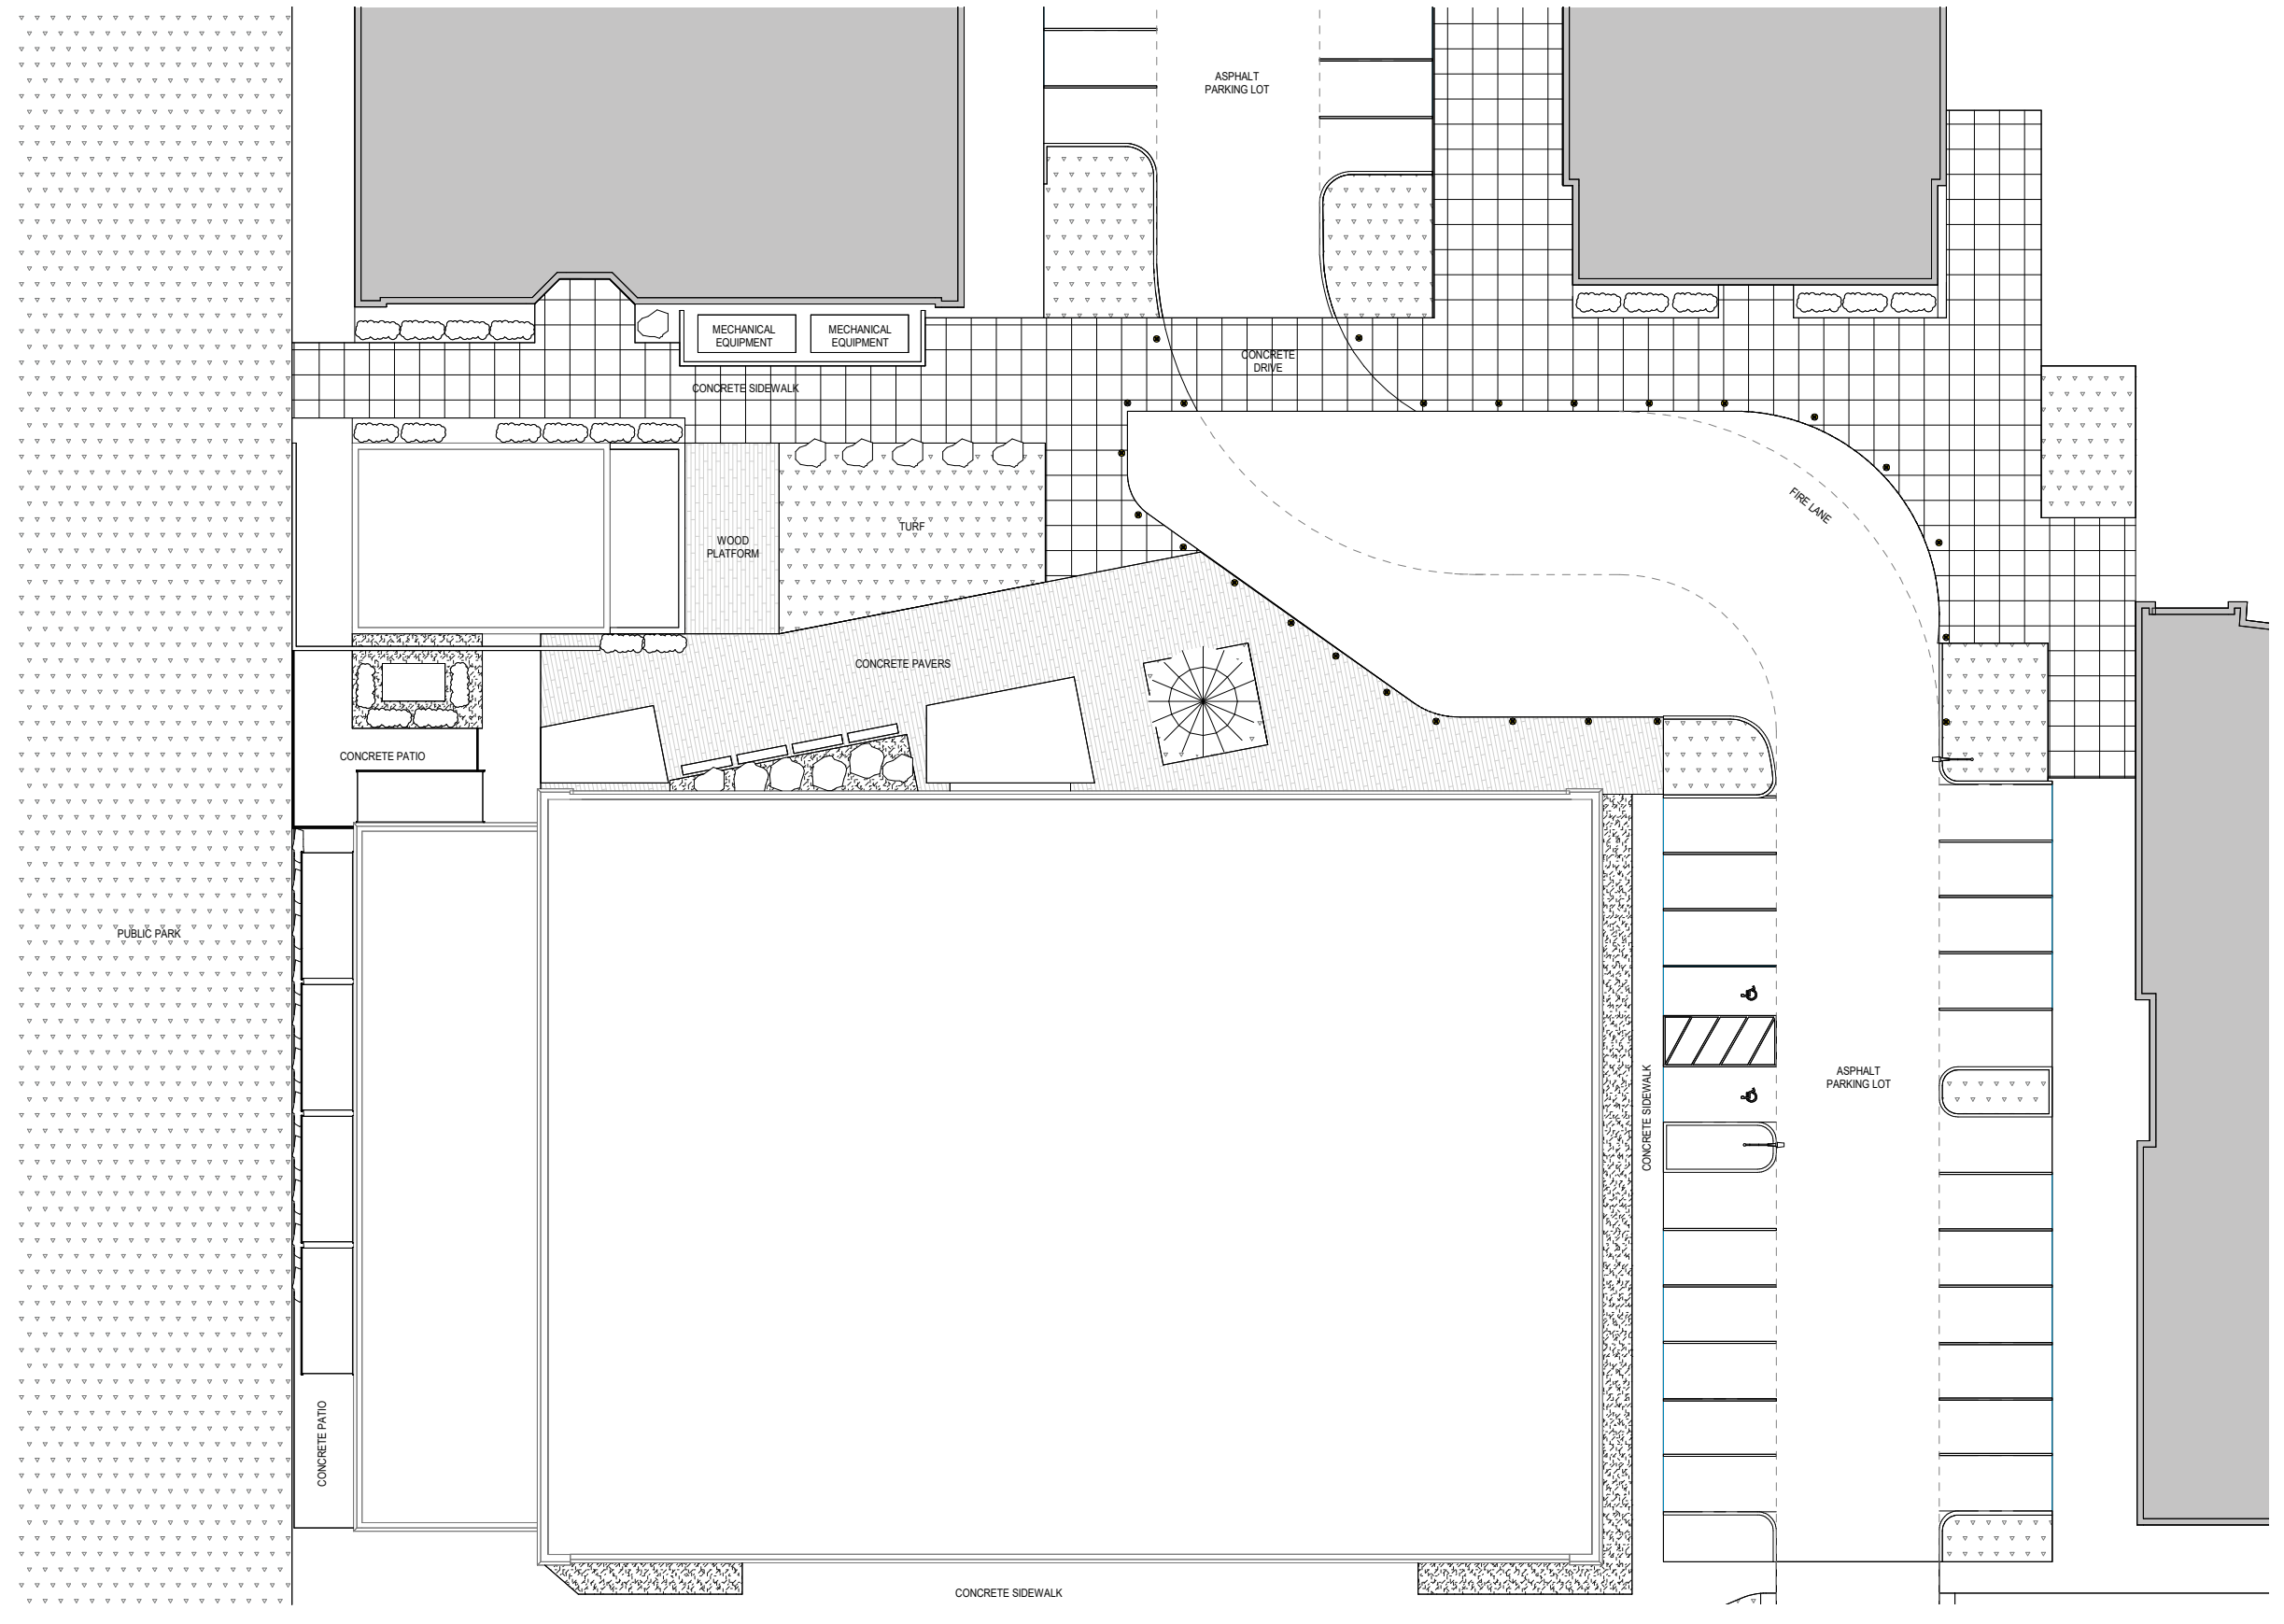 ASPHALT
PARKING LOT
MECHANICAL
EQUIPMENT
MECHANICAL
EQUIPMENT
CONCRETE
DRIVE
CONCRETE SIDEWALK
FIRE LANE
TURF
WOOD
PLATFORM
CONCRETE PAVERS
CONCRETE PATIO
PUBLIC PARK
ASPHALT
PARKING LOT
CONCRETE SIDEWALK
CONCRETE PATIO
CONCRETE SIDEWALK